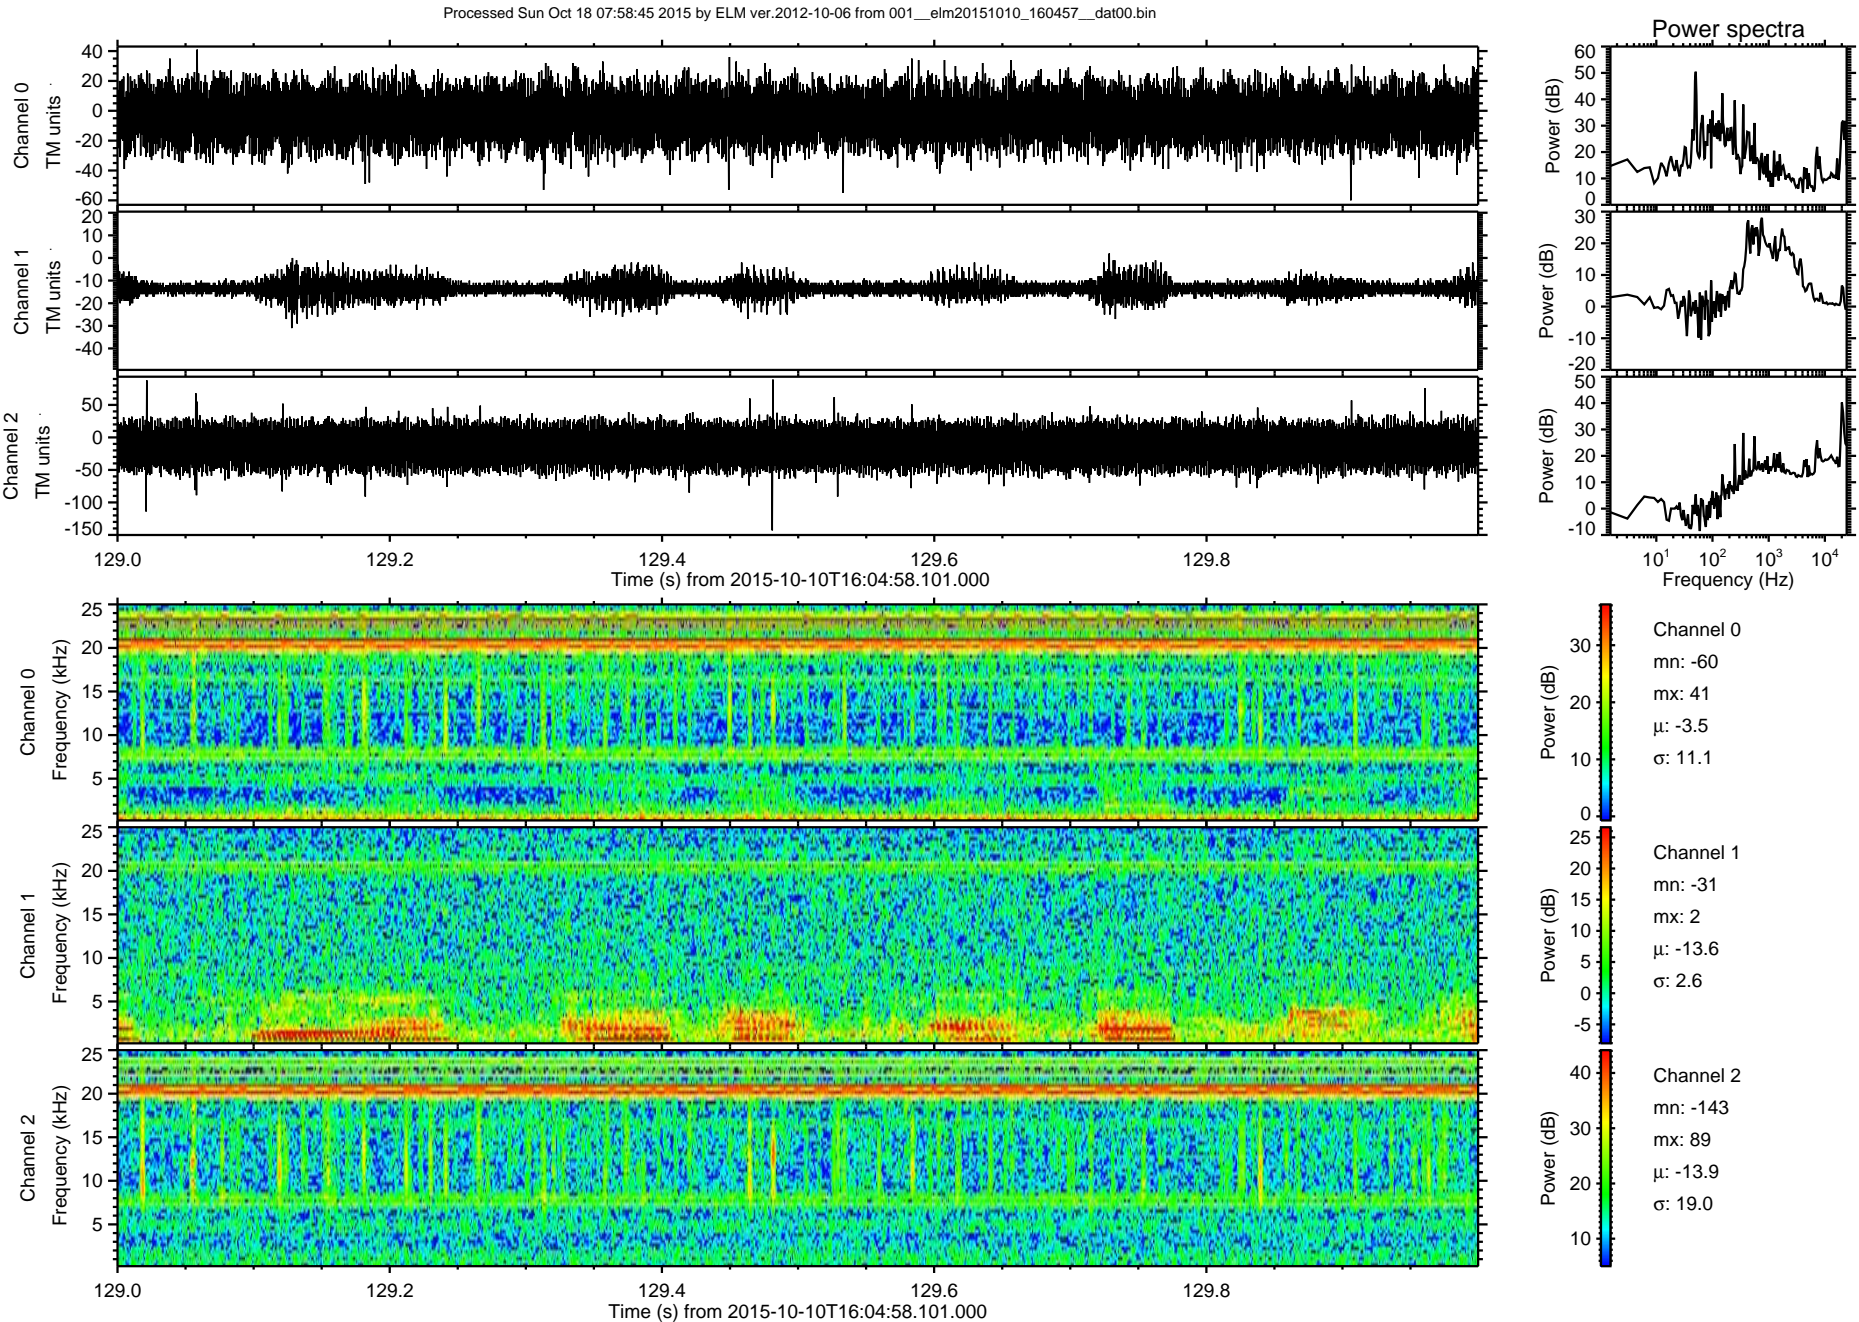 Processed Sun Oct 18 07:58:45 2015 by ELM ver.2012-10-06 from 001__elm20151010_160457__dat00.bin
Power spectra
Channel 0
TM units
40
20
0
-20
-40
-60
Power (dB)
60
50
40
30
20
10
0
Channel 1
TM units
20
10
0
-10
-20
-30
-40
Power (dB)
30
20
10
0
-10
-20
Channel 2
TM units
50
0
-50
-100
-150
Power (dB)
50
40
30
20
10
0
-10
129.0 129.2 129.4 129.6 129.8
Time (s) from 2015-10-10T16:04:58.101.000
10¹ 10² 10³ 10⁴
Frequency (Hz)
Channel 0
Frequency (kHz)
25
20
15
10
5
Power (dB)
30
20
10
0
Channel 0
mn: -60
mx: 41
µ: -3.5
σ: 11.1
Channel 1
Frequency (kHz)
25
20
15
10
5
Power (dB)
25
20
15
10
5
0
-5
Channel 1
mn: -31
mx: 2
µ: -13.6
σ: 2.6
Channel 2
Frequency (kHz)
25
20
15
10
5
Power (dB)
40
30
20
10
Channel 2
mn: -143
mx: 89
µ: -13.9
σ: 19.0
129.0 129.2 129.4 129.6 129.8
Time (s) from 2015-10-10T16:04:58.101.000